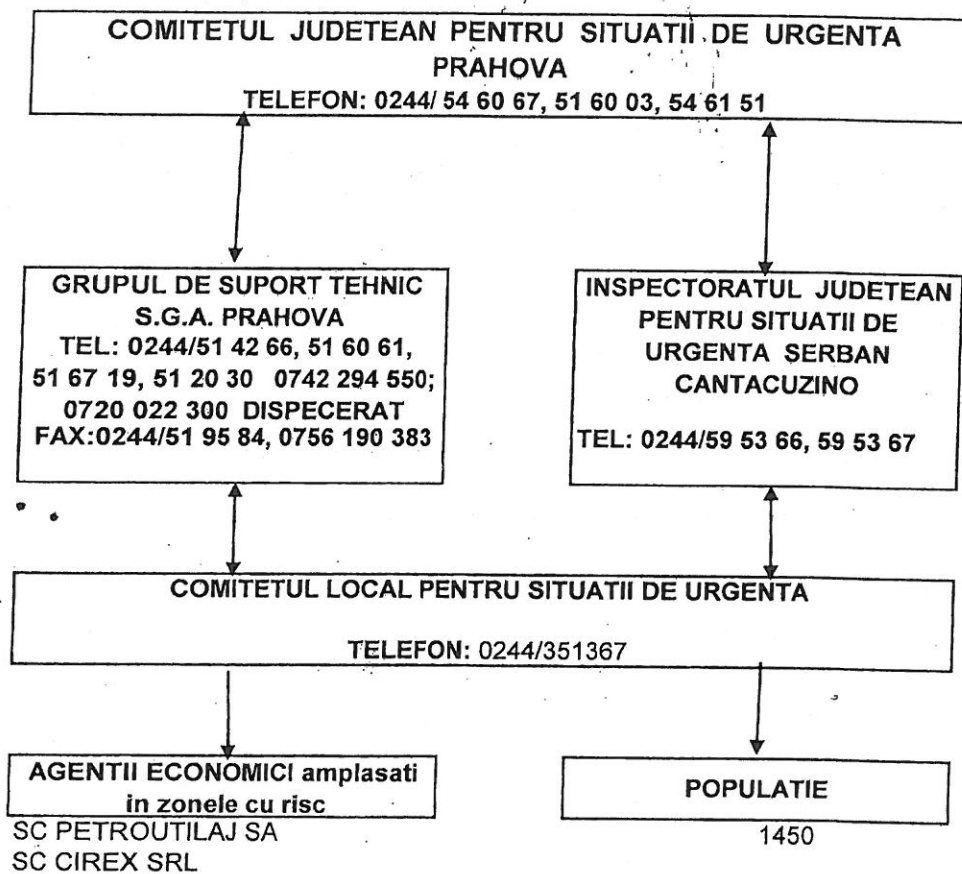 COMITETUL JUDETEAN PENTRU SITUATII DE URGENTA
PRAHOVA
TELEFON: 0244/ 54 60 67, 51 60 03, 54 61 51
GRUPUL DE SUPORT TEHNIC
S.G.A. PRAHOVA
TEL: 0244/51 42 66, 51 60 61,
51 67 19, 51 20 30 0742 294 550;
0720 022 300 DISPECERAT
FAX:0244/51 95 84, 0756 190 383
INSPECTORATUL JUDETEAN
PENTRU SITUATII DE
URGENTA SERBAN
CANTACUZINO
TEL: 0244/59 53 66, 59 53 67
COMITETUL LOCAL PENTRU SITUATII DE URGENTA
TELEFON: 0244/351367
AGENTII ECONOMICI amplasati
in zonele cu risc
SC PETROUTILAJ SA
SC CIREX SRL
POPULATIE
1450